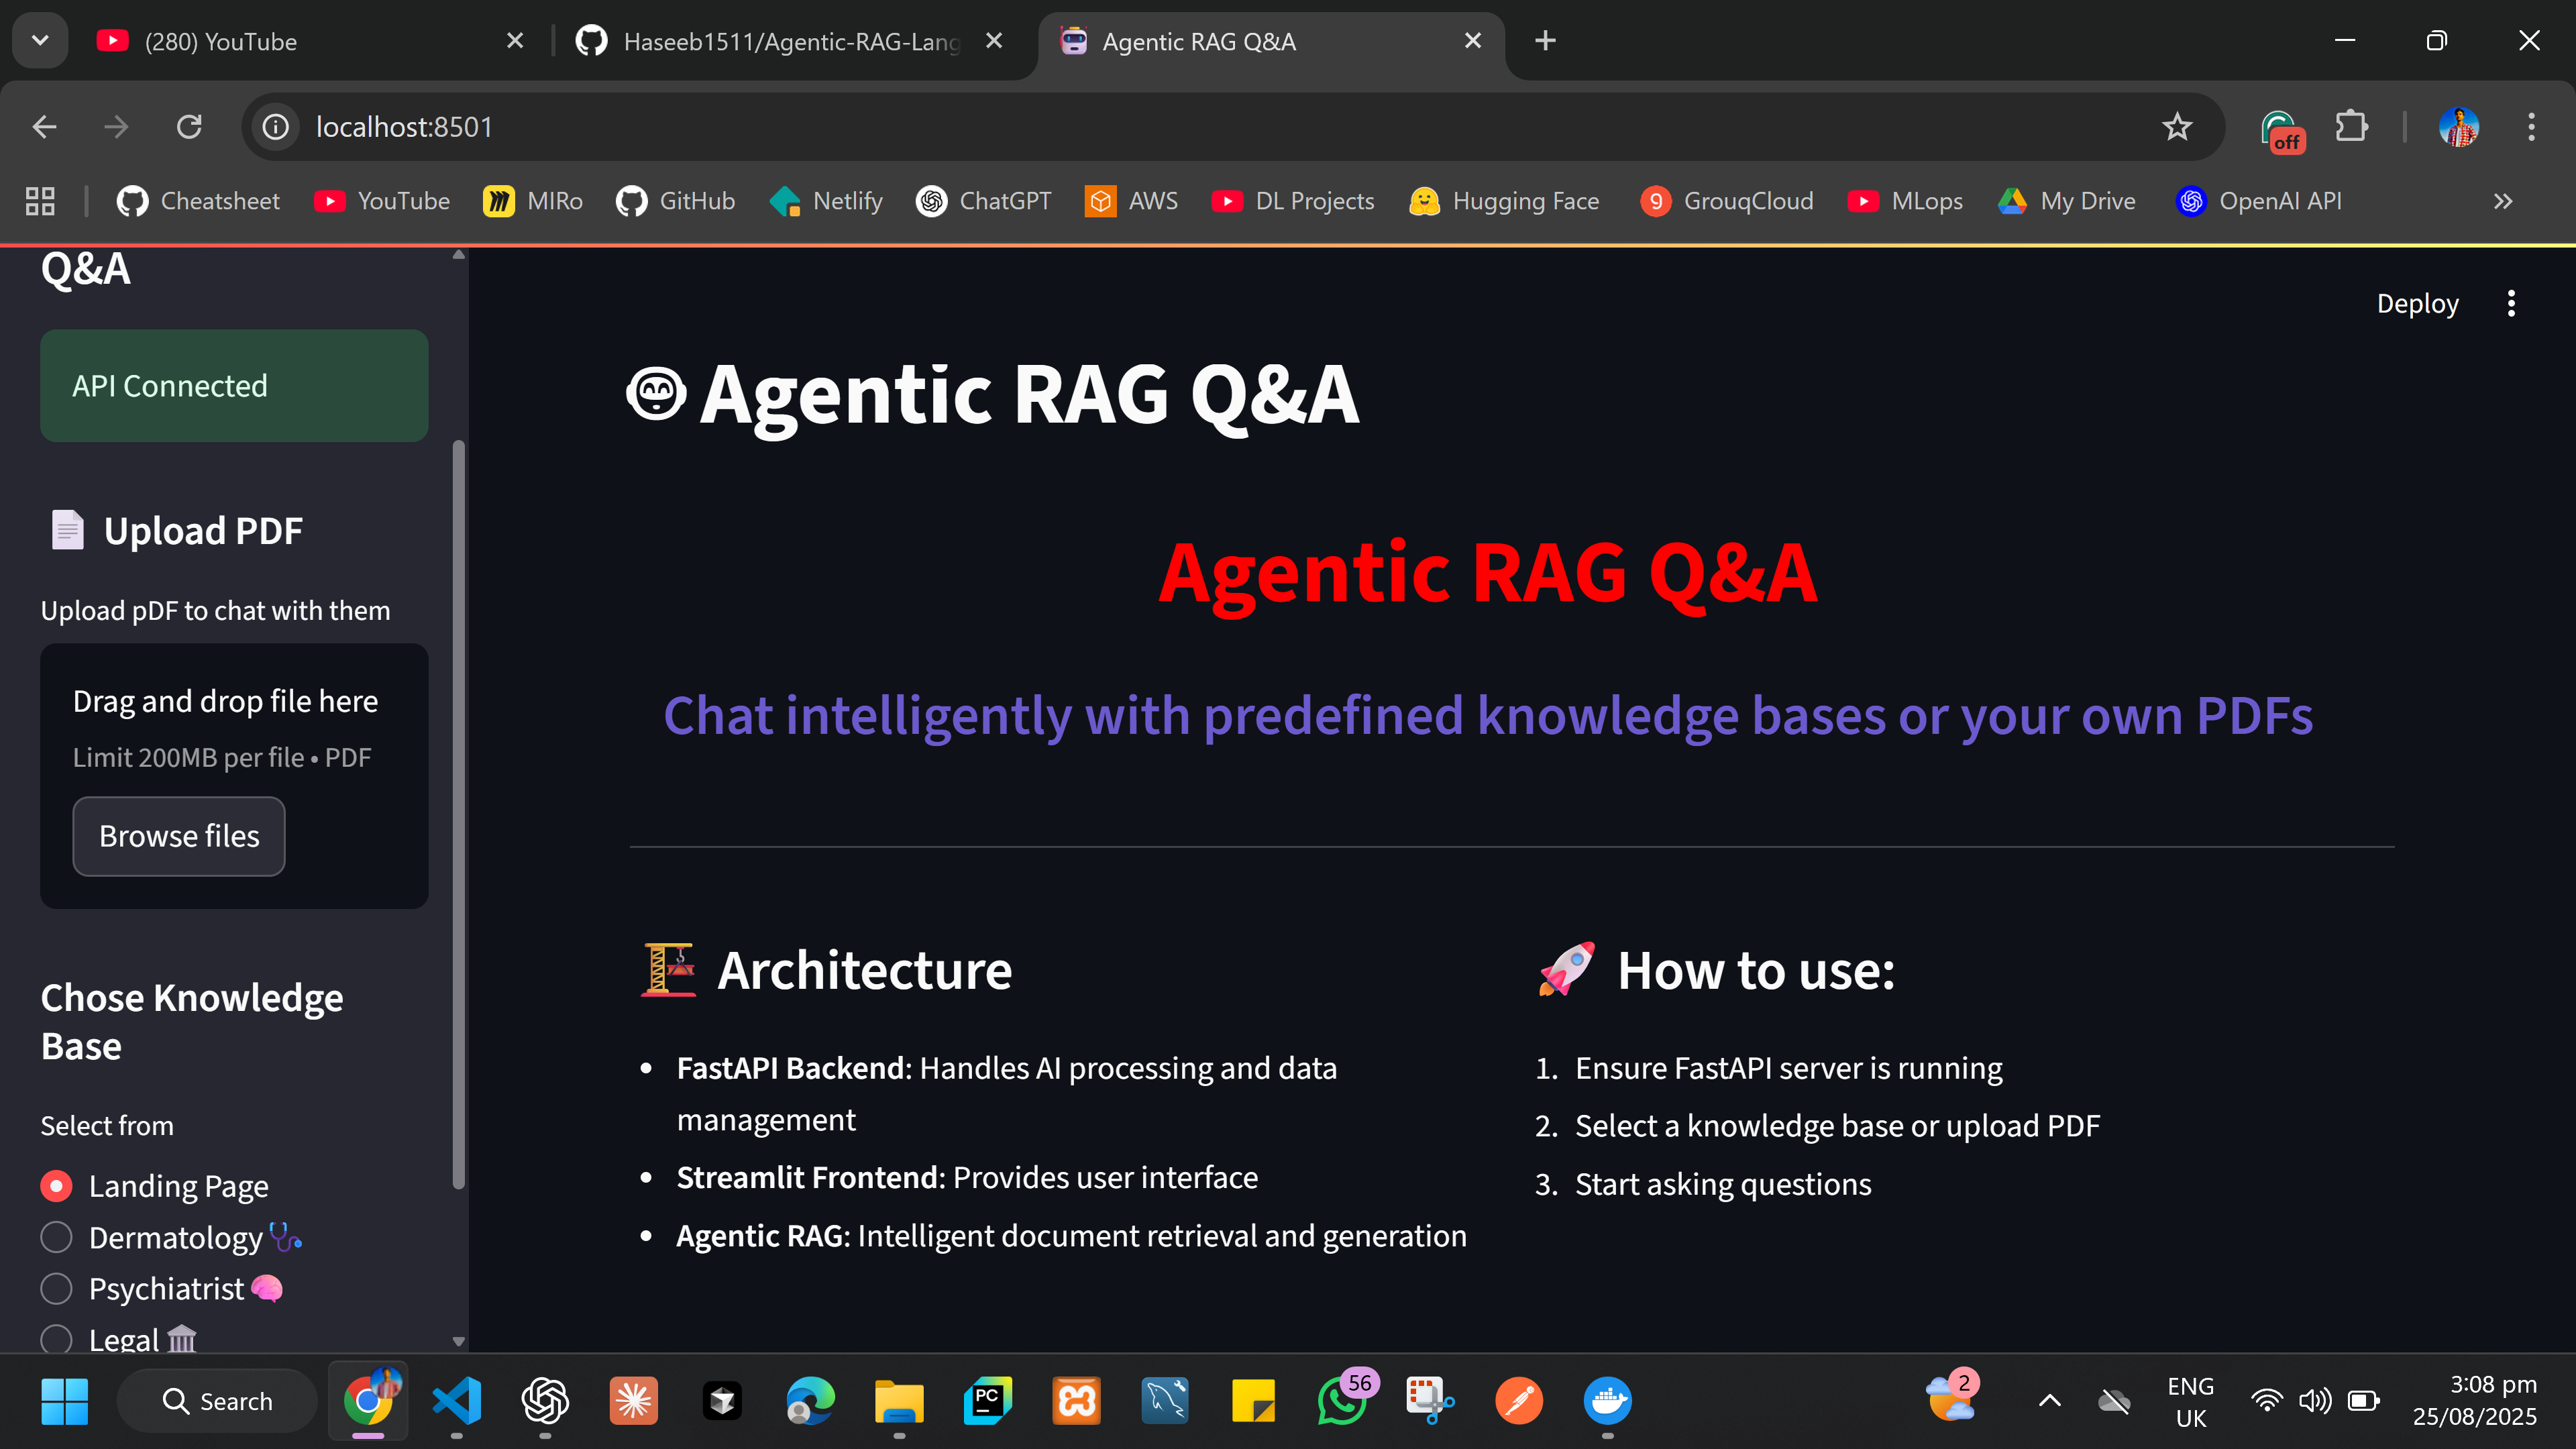 (280) YouTube
Haseeb1511/Agentic-RAG-Lang
Agentic RAG Q&A
localhost:8501
off
Cheatsheet
YouTube
MIRo
GitHub
Netlify
ChatGPT
AWS
DL Projects
Hugging Face
9
GrouqCloud
MLops
My Drive
OpenAI API
Q&A
API Connected
Upload PDF
Upload pDF to chat with them
Drag and drop file here
Limit 200MB per file • PDF
Browse files
Chose Knowledge
Base
Select from
Landing Page
Dermatology
Psychiatrist
Legal
Deploy
Agentic RAG Q&A
Agentic RAG Q&A
Chat intelligently with predefined knowledge bases or your own PDFs
Architecture
• FastAPI Backend: Handles AI processing and data
management
• Streamlit Frontend: Provides user interface
• Agentic RAG: Intelligent document retrieval and generation
How to use:
1. Ensure FastAPI server is running
2. Select a knowledge base or upload PDF
3. Start asking questions
Search
PC
56
2
ENG
UK
3:08 pm
25/08/2025